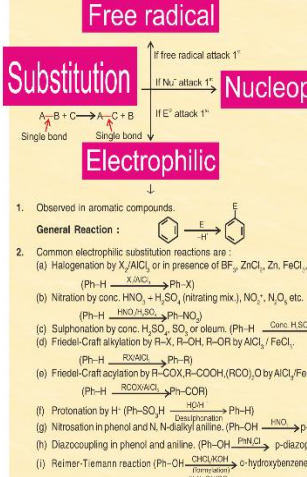 Free radical
If free radical attack 1st
Substitution
If Nu⁻ attack 1st
Nucleop
A–B + C → A–C + B
If E⊕ attack 1st
Single bond Single bond
Electrophilic
1. Observed in aromatic compounds.
General Reaction : E –H⁺ E
2. Common electrophilic substitution reactions are :
(a) Halogenation by X₂/AlCl₃ or in presence of BF₃, ZnCl₂, Zn, FeCl₃,
(Ph–H X₂/AlCl₃ Ph–X)
(b) Nitration by conc. HNO₃ + H₂SO₄ (nitrating mix.), NO₂⁺, N₂O₅ etc.
(Ph–H HNO₃/H₂SO₄ Ph–NO₂)
(c) Sulphonation by conc. H₂SO₄, SO₃ or oleum. (Ph–H Conc. H₂SO
(d) Friedel-Craft alkylation by R–X, R–OH, R–OR by AlCl₃ / FeCl₃.
(Ph–H RX/AlCl₃ Ph–R)
(e) Friedel-Craft acylation by R–COX, R–COOH, (RCO)₂O by AlCl₃/Fe
(Ph–H RCOX/AlCl₃ Ph–COR)
(f) Protonation by H⁺ (Ph–SO₃H Desulphonation Ph–H)
(g) Nitrosation in phenol and N, N-dialkyl aniline. (Ph–OH HNO₂ p
(h) Diazocoupling in phenol and aniline. (Ph–OH PhN₂Cl p-diazop
(i) Reimer-Tiemann reaction (Ph–OH CHCl₃/KOH (formylation) o-hydroxybenzene